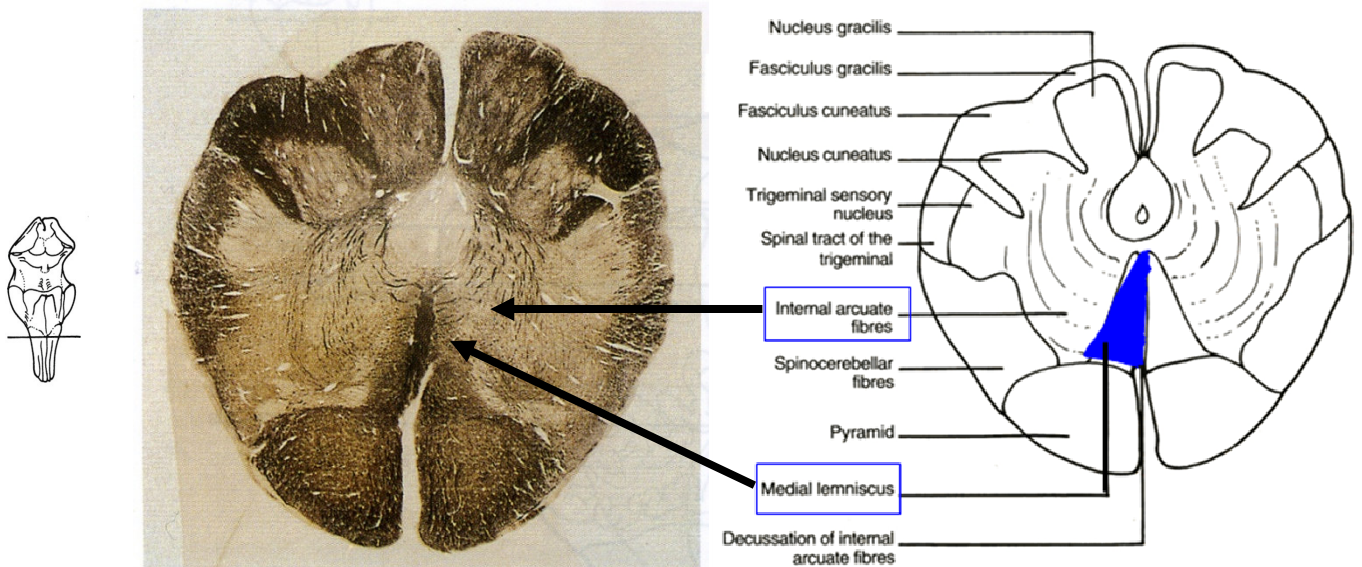 Nucleus gracilis
Fasciculus gracilis
Fasciculus cuneatus
Nucleus cuneatus
Trigeminal sensory
nucleus
Spinal tract of the
trigeminal
Internal arcuate
fibres
Spinocerebellar
fibres
Pyramid
Medial lemniscus
Decussation of internal
arcuate fibres